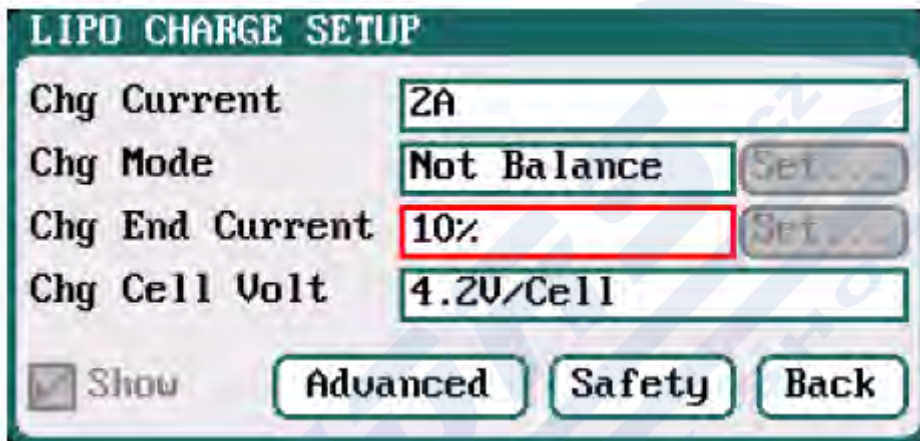 LIPO CHARGE SETUP
Chg Current 2A
Chg Mode Not Balance Set...
Chg End Current 10% Set...
Chg Cell Volt 4.2V/Cell
Show Advanced Safety Back